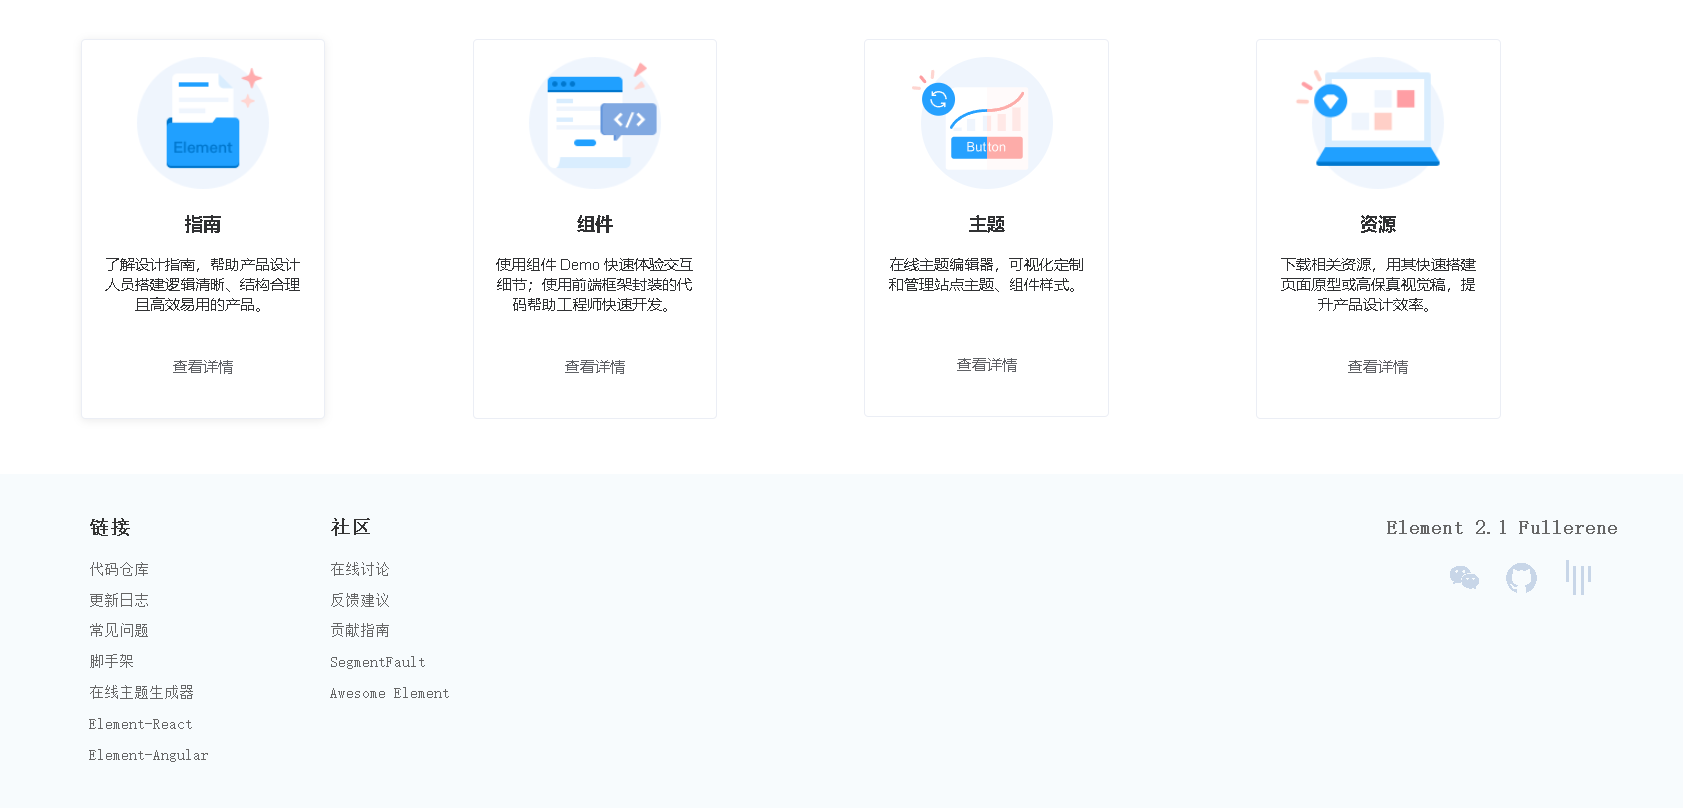 Element
指南
了解设计指南，帮助产品设计
人员搭建逻辑清晰、结构合理
且高效易用的产品。
查看详情
</>
组件
使用组件 Demo 快速体验交互
细节；使用前端框架封装的代
码帮助工程师快速开发。
查看详情
Button
主题
在线主题编辑器，可视化定制
和管理站点主题、组件样式。
查看详情
资源
下载相关资源，用其快速搭建
页面原型或高保真视觉稿，提
升产品设计效率。
查看详情
链接
代码仓库
更新日志
常见问题
脚手架
在线主题生成器
Element-React
Element-Angular
社区
在线讨论
反馈建议
贡献指南
SegmentFault
Awesome Element
Element 2.1 Fullerene